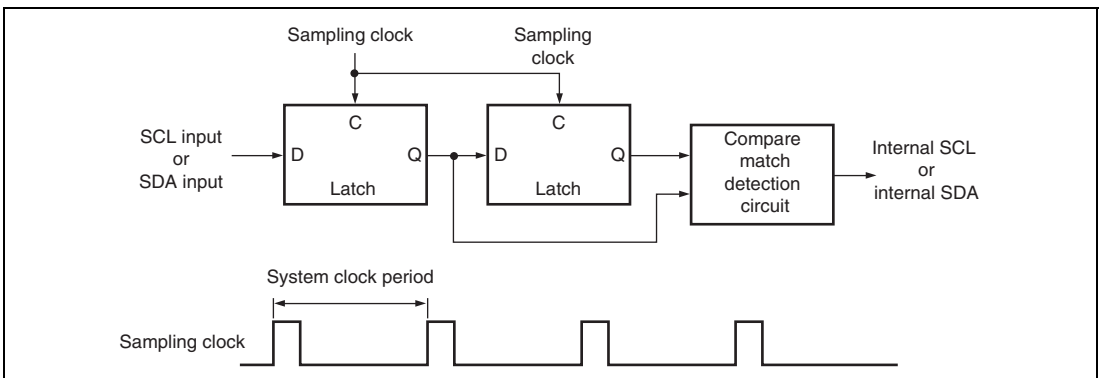 Sampling clock
Sampling
clock
SCL input
or
SDA input
C
D
Q
Latch
C
D
Q
Latch
Compare
match
detection
circuit
Internal SCL
or
internal SDA
System clock period
Sampling clock